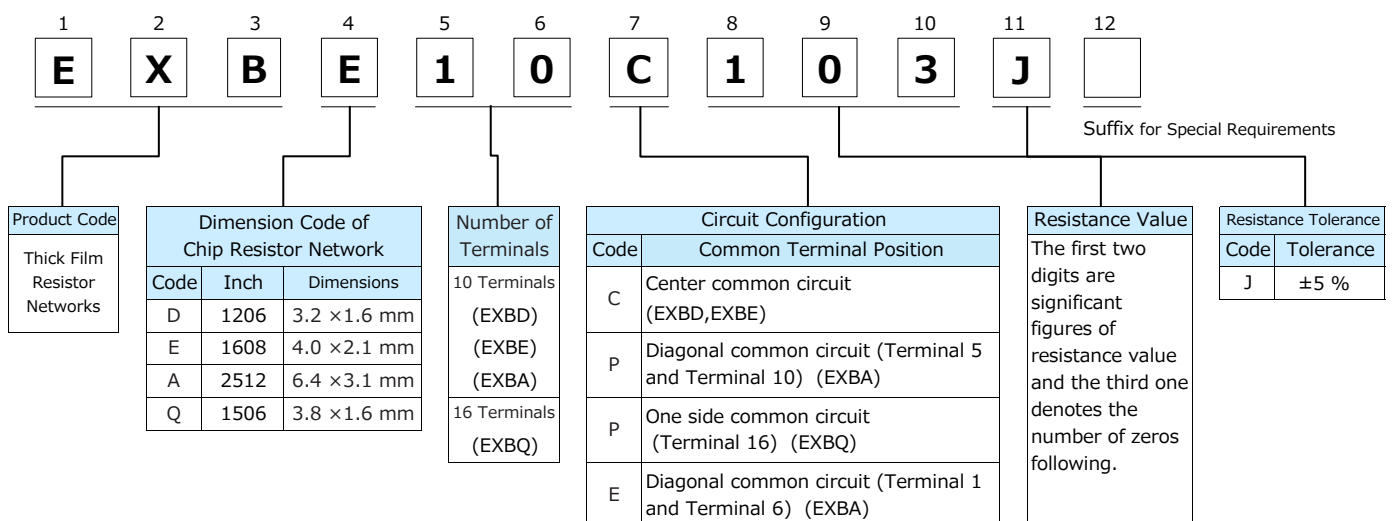 1 2 3 4 5 6 7 8 9 10 11 12
E X B E 1 0 C 1 0 3 J
Suffix for Special Requirements
Product Code
Thick Film
Resistor
Networks
Dimension Code of
Chip Resistor Network
Code Inch Dimensions
D 1206 3.2 ×1.6 mm
E 1608 4.0 ×2.1 mm
A 2512 6.4 ×3.1 mm
Q 1506 3.8 ×1.6 mm
Number of
Terminals
10 Terminals
(EXBD)
(EXBE)
(EXBA)
16 Terminals
(EXBQ)
Circuit Configuration
Code Common Terminal Position
C Center common circuit
(EXBD,EXBE)
P Diagonal common circuit (Terminal 5
and Terminal 10) (EXBA)
P One side common circuit
(Terminal 16) (EXBQ)
E Diagonal common circuit (Terminal 1
and Terminal 6) (EXBA)
Resistance Value
The first two
digits are
significant
figures of
resistance value
and the third one
denotes the
number of zeros
following.
Resistance Tolerance
Code Tolerance
J ±5 %